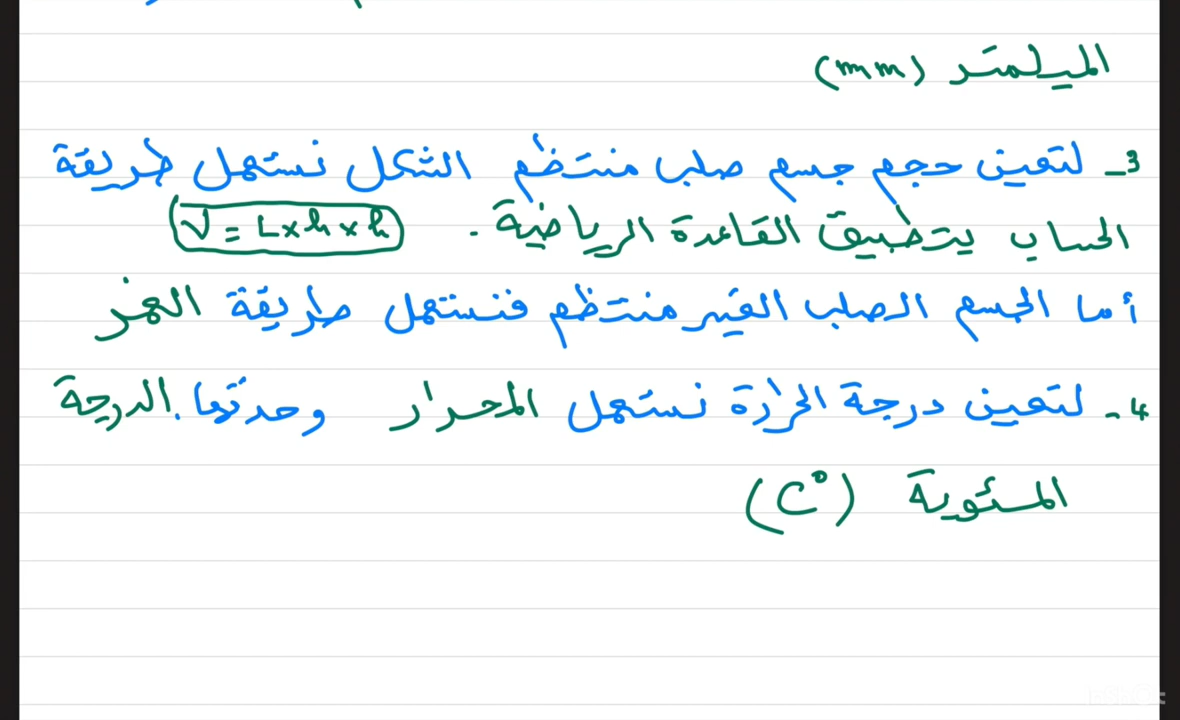 الميلمتر (mm)
3- لتعين حجم جسم صلب منتظم الشكل نستعمل طريقة
الحساب بتطبيق القاعدة الرياضية. V = L×h×h
أما الجسم الصلب الغير منتظم فنستعمل طريقة الغمر
4- لتعين درجة الحرارة نستعمل المحرار وحدتها. الدرجة
المئوية (C°)